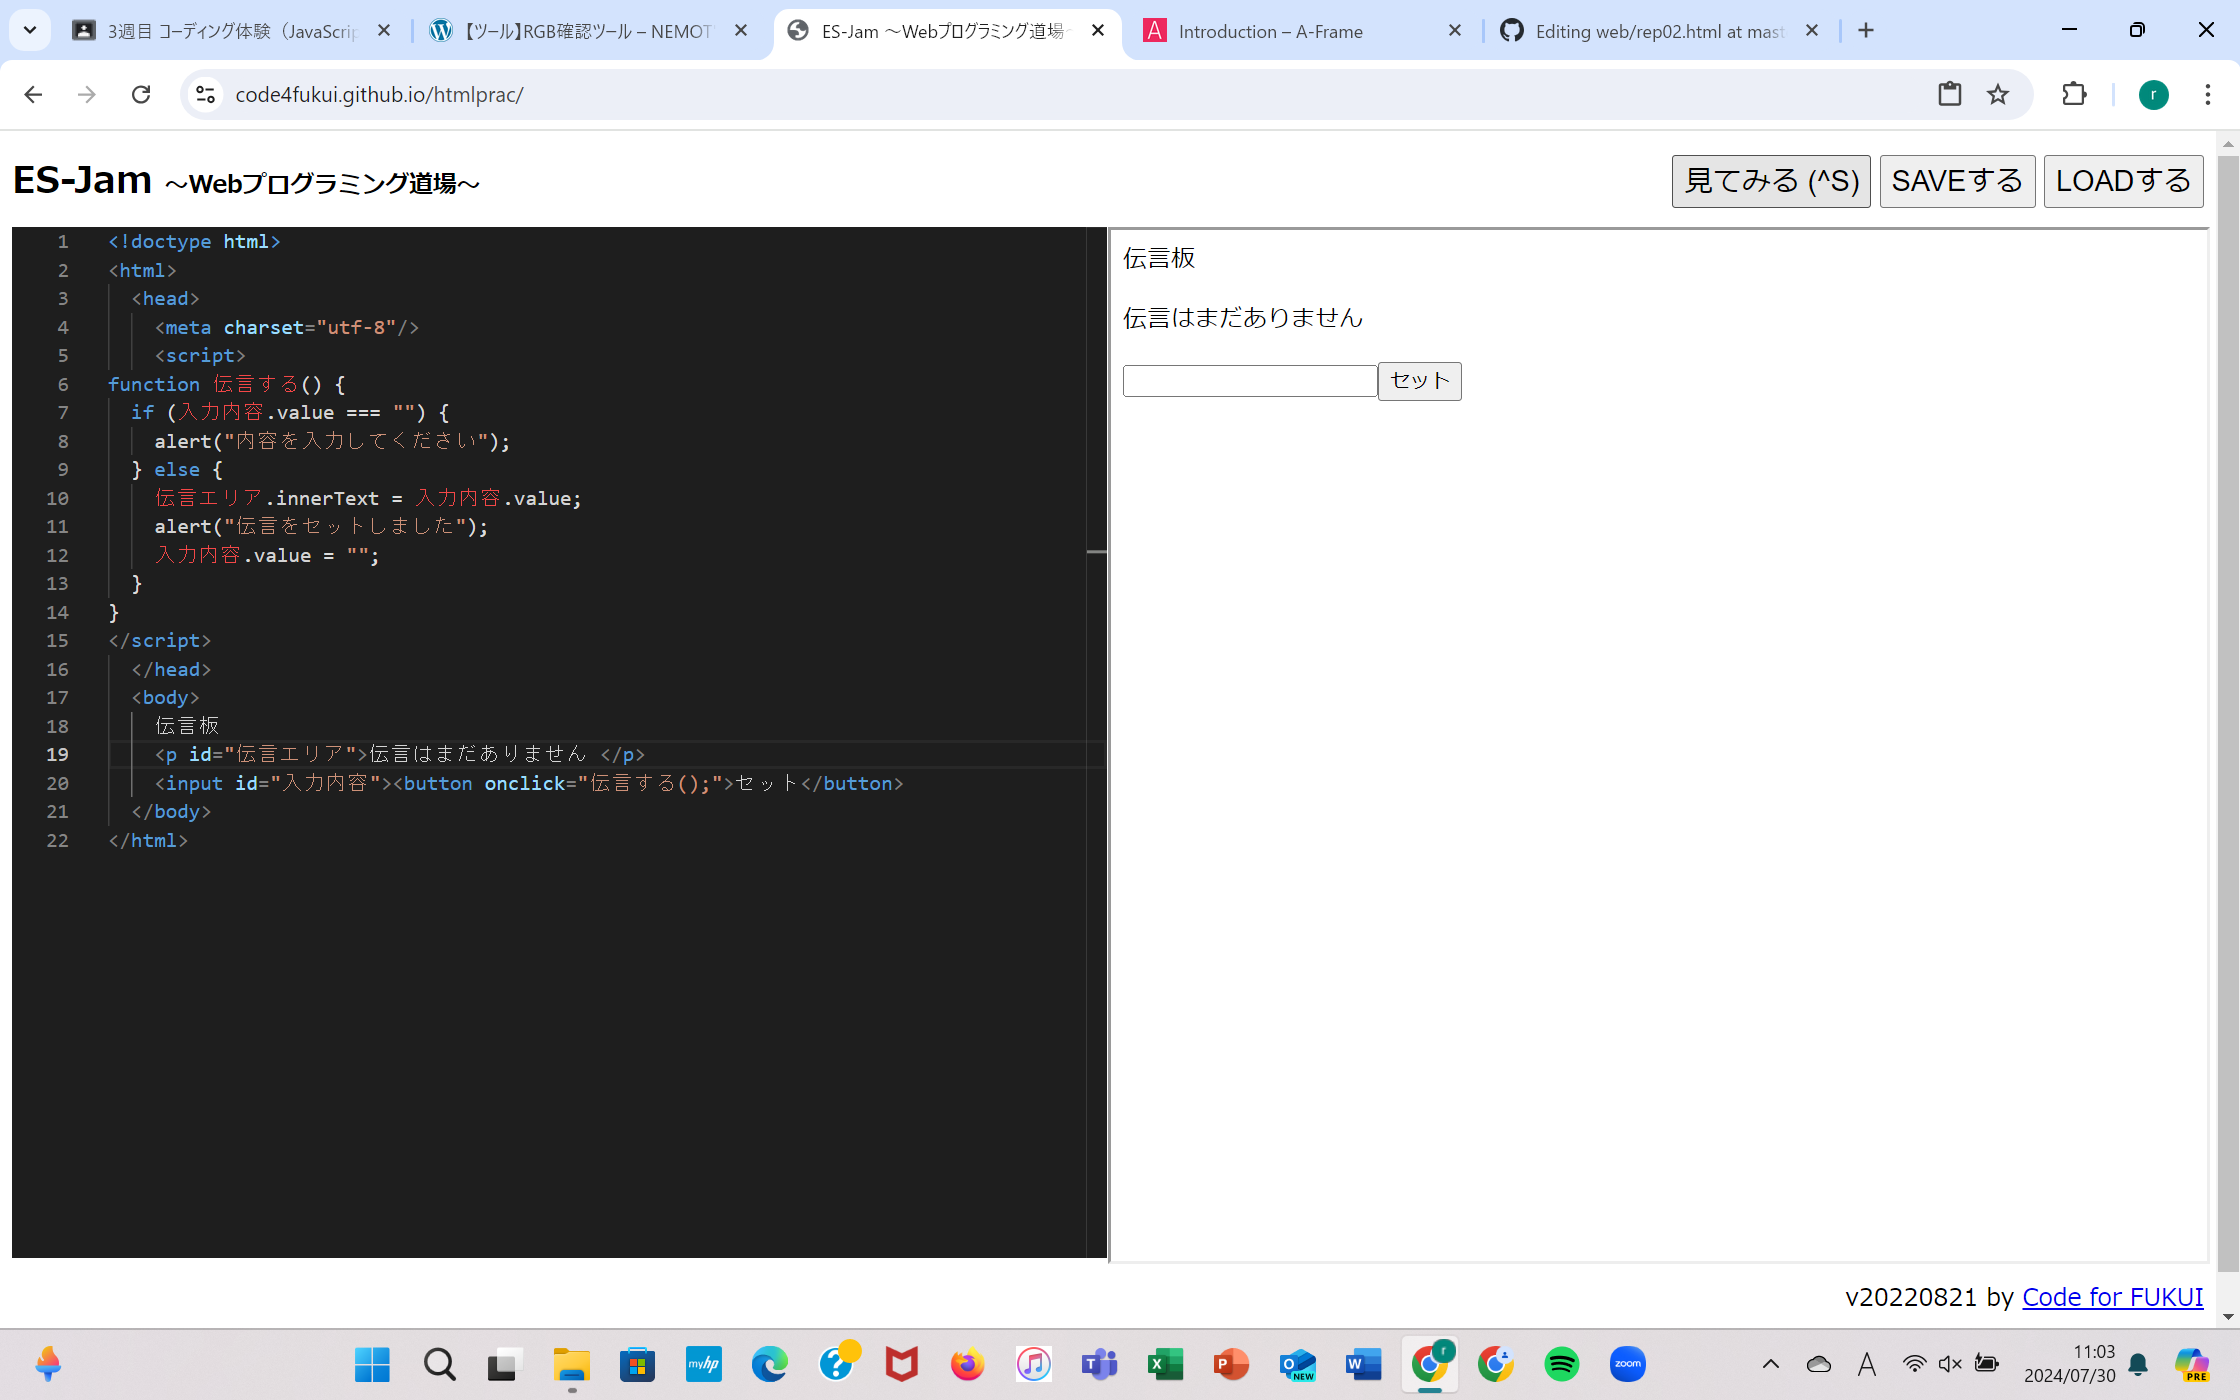 3週目 コーディング体験（JavaScrip
【ツール】RGB確認ツール – NEMOT
ES-Jam ～Webプログラミング道場～
Introduction – A-Frame
Editing web/rep02.html at mast
code4fukui.github.io/htmlprac/
r
ES-Jam ～Webプログラミング道場～
見てみる (^S)
SAVEする
LOADする
1 <!doctype html>
2 <html>
3 <head>
4 <meta charset="utf-8"/>
5 <script>
6 function 伝言する() {
7 if (入力内容.value === "") {
8 alert("内容を入力してください");
9 } else {
10 伝言エリア.innerText = 入力内容.value;
11 alert("伝言をセットしました");
12 入力内容.value = "";
13 }
14 }
15 </script>
16 </head>
17 <body>
18 伝言板
19 <p id="伝言エリア">伝言はまだありません </p>
20 <input id="入力内容"><button onclick="伝言する();">セット</button>
21 </body>
22 </html>
伝言板
伝言はまだありません
セット
v20220821 by Code for FUKUI
myhp
NEW
zoom
A
11:03
2024/07/30
PRE